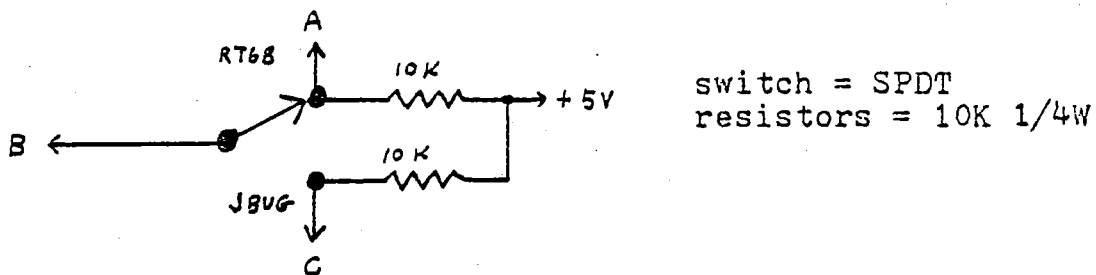 A
RT68
10K
+5V
B
10K
JBUG
C
switch = SPDT
resistors = 10K 1/4W